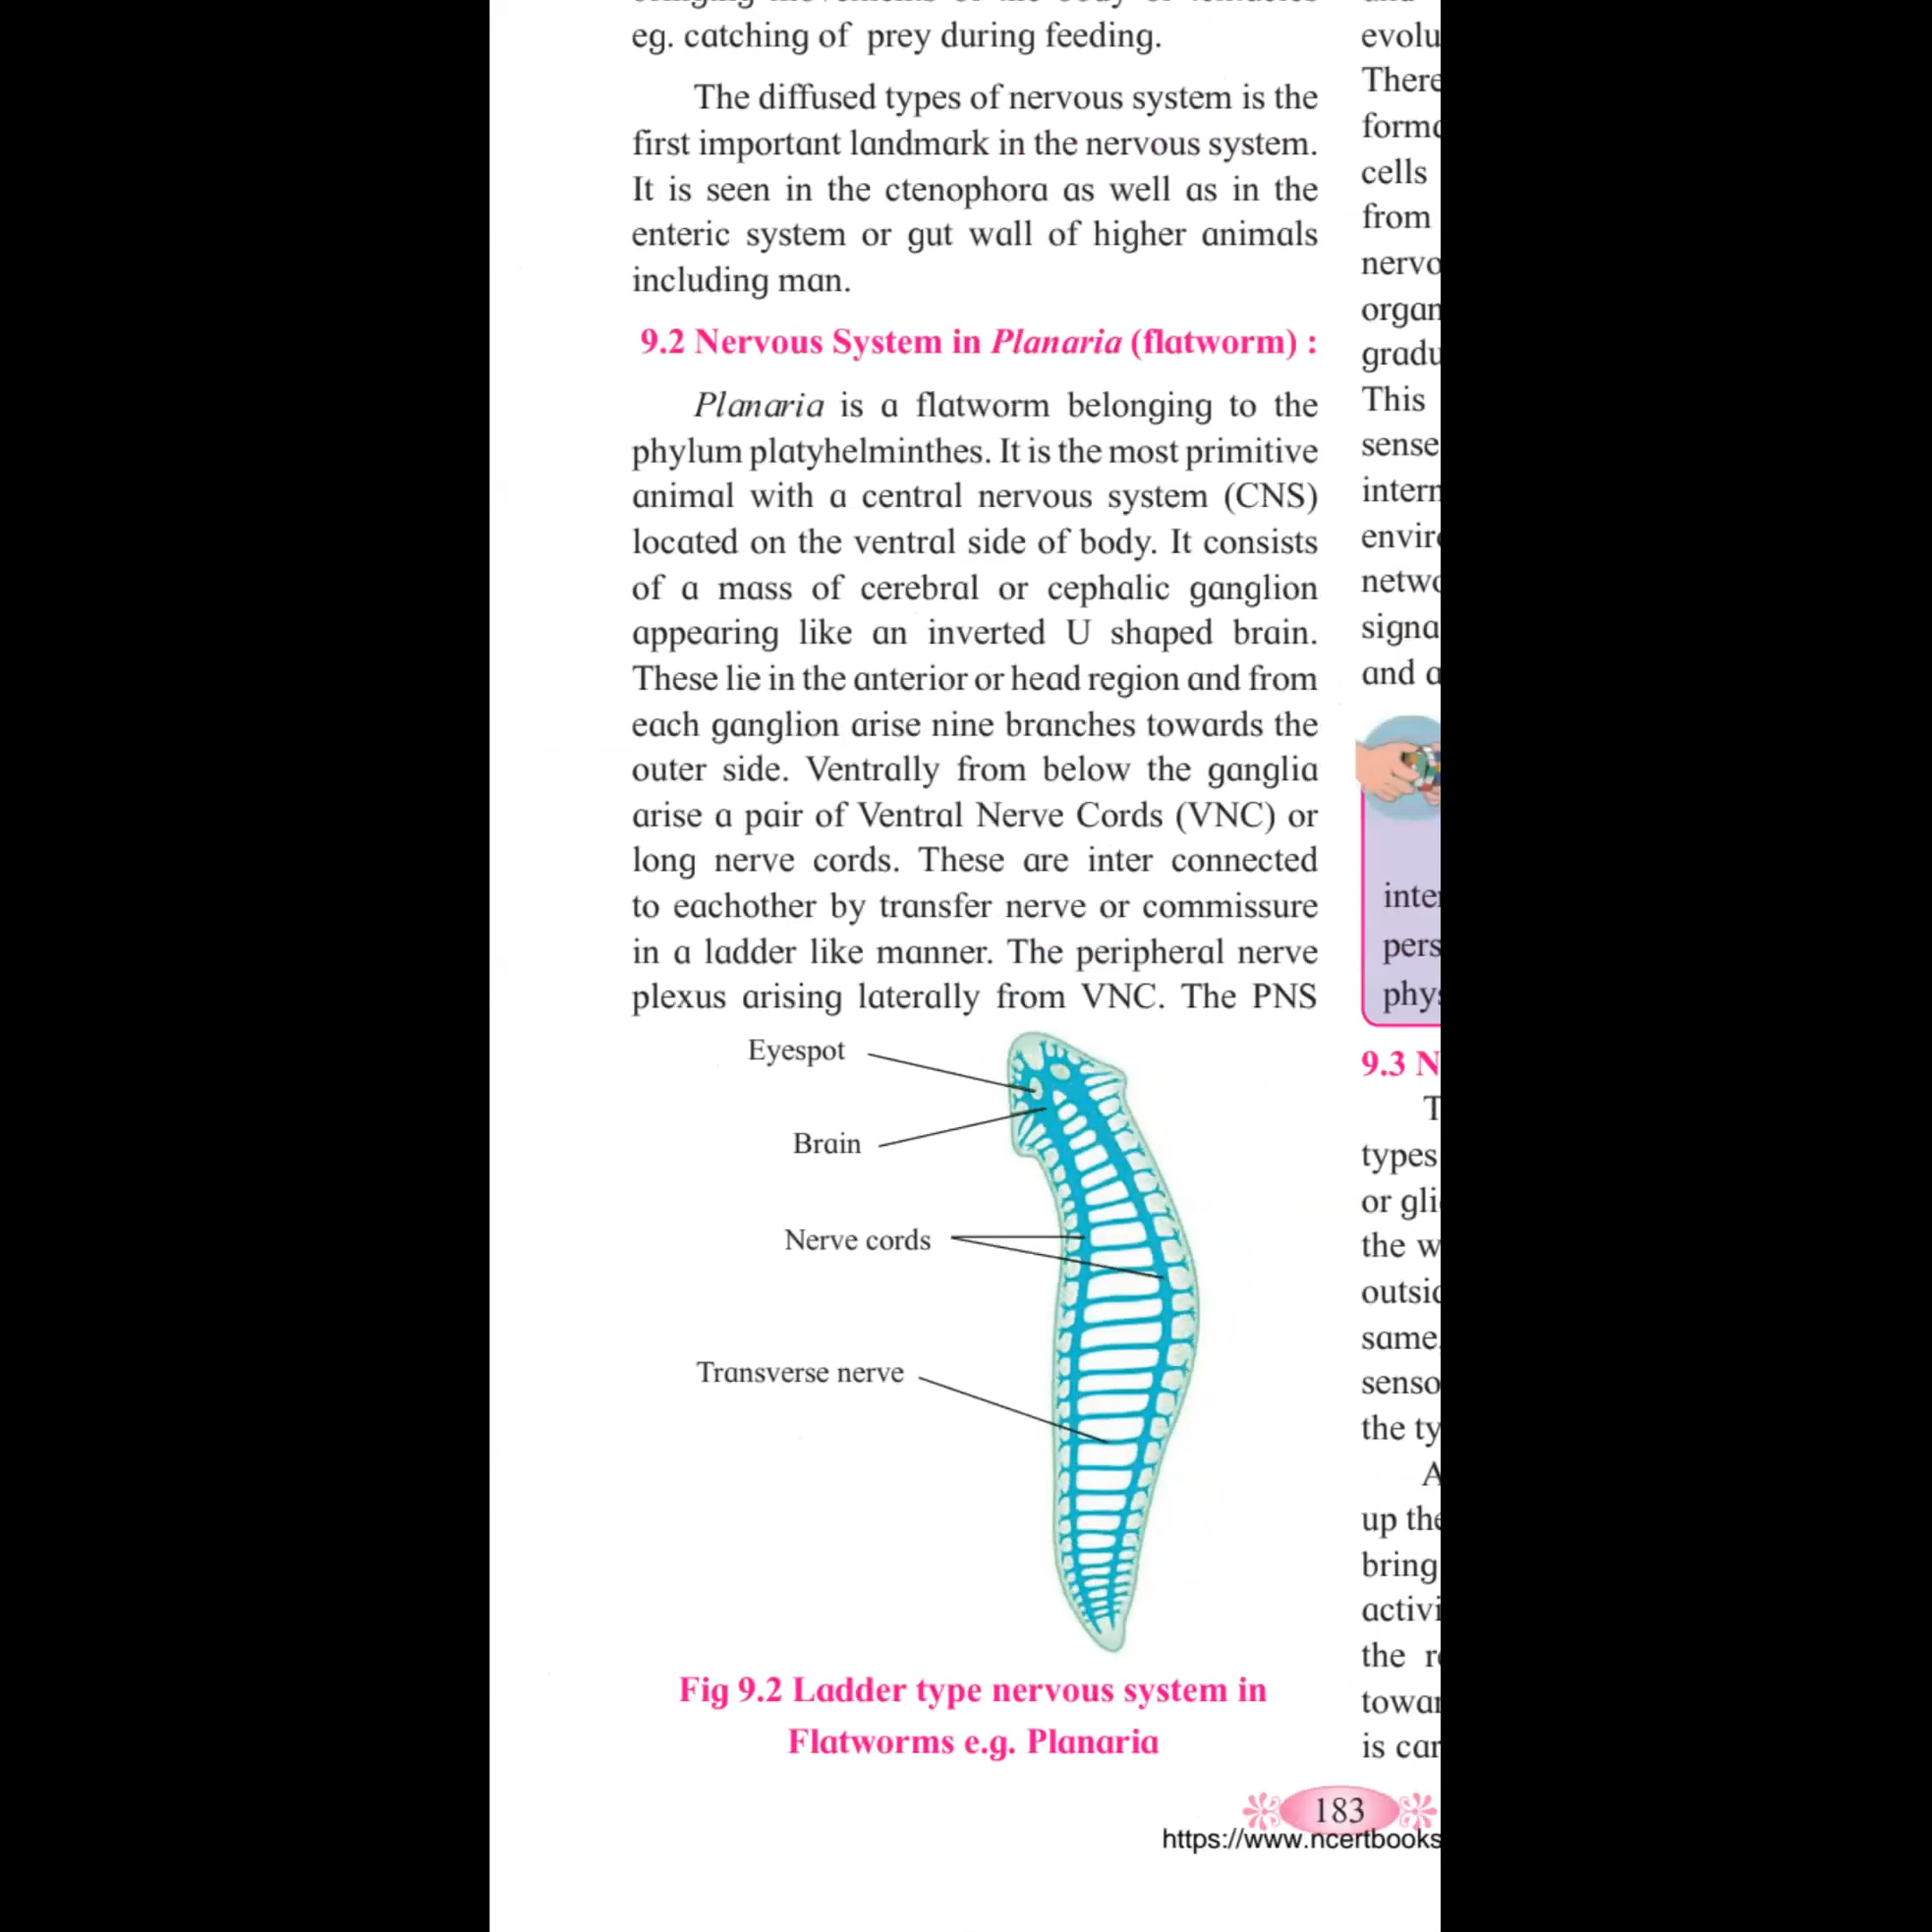 eg. catching of prey during feeding.
The diffused types of nervous system is the
first important landmark in the nervous system.
It is seen in the ctenophora as well as in the
enteric system or gut wall of higher animals
including man.
9.2 Nervous System in Planaria (flatworm) :
Planaria is a flatworm belonging to the
phylum platyhelminthes. It is the most primitive
animal with a central nervous system (CNS)
located on the ventral side of body. It consists
of a mass of cerebral or cephalic ganglion
appearing like an inverted U shaped brain.
These lie in the anterior or head region and from
each ganglion arise nine branches towards the
outer side. Ventrally from below the ganglia
arise a pair of Ventral Nerve Cords (VNC) or
long nerve cords. These are inter connected
to eachother by transfer nerve or commissure
in a ladder like manner. The peripheral nerve
plexus arising laterally from VNC. The PNS
Eyespot
Brain
Nerve cords
Transverse nerve
Fig 9.2 Ladder type nervous system in
Flatworms e.g. Planaria
evolu
There
form
cells
from
nervo
organ
gradu
This
sense
intern
envir
netw
signa
and a
inte
pers
phys
9.3 N
T
types
or gli
the w
outsi
same.
senso
the ty
A
up the
bring
activi
the r
towar
is car
183
https://www.ncertbooks